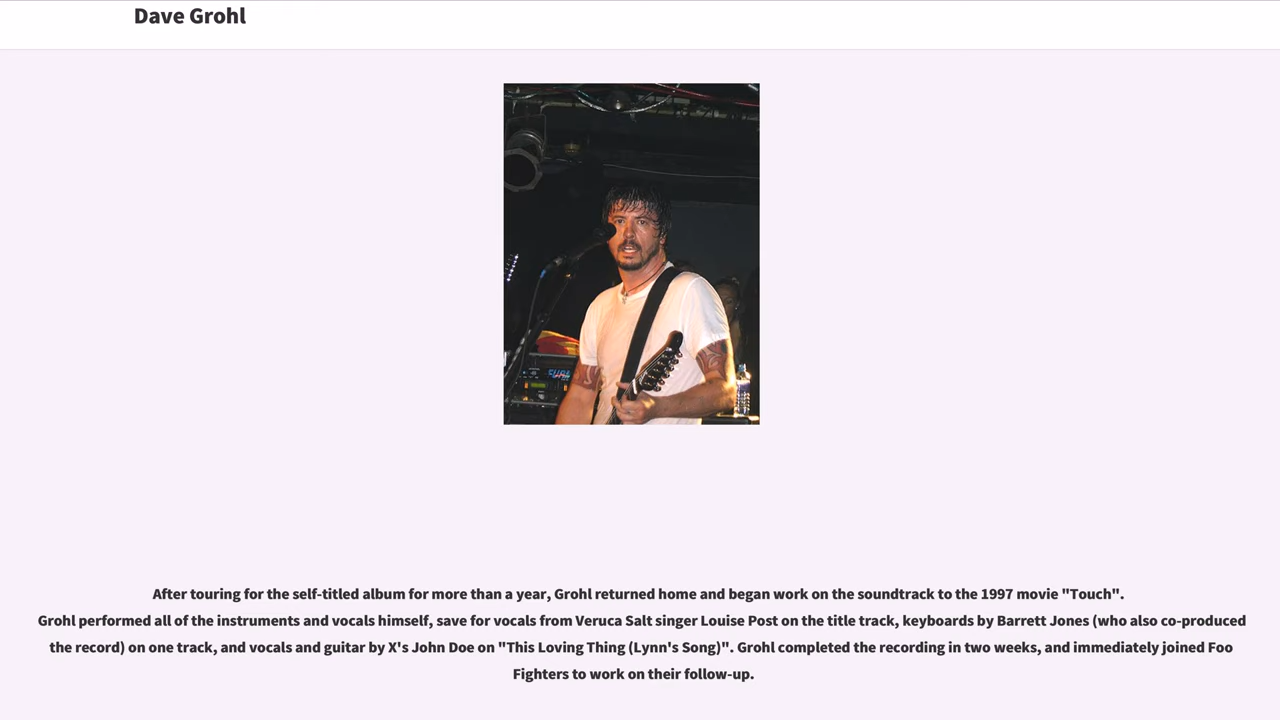 Dave Grohl
After touring for the self-titled album for more than a year, Grohl returned home and began work on the soundtrack to the 1997 movie "Touch".
Grohl performed all of the instruments and vocals himself, save for vocals from Veruca Salt singer Louise Post on the title track, keyboards by Barrett Jones (who also co-produced
the record) on one track, and vocals and guitar by X's John Doe on "This Loving Thing (Lynn's Song)". Grohl completed the recording in two weeks, and immediately joined Foo
Fighters to work on their follow-up.